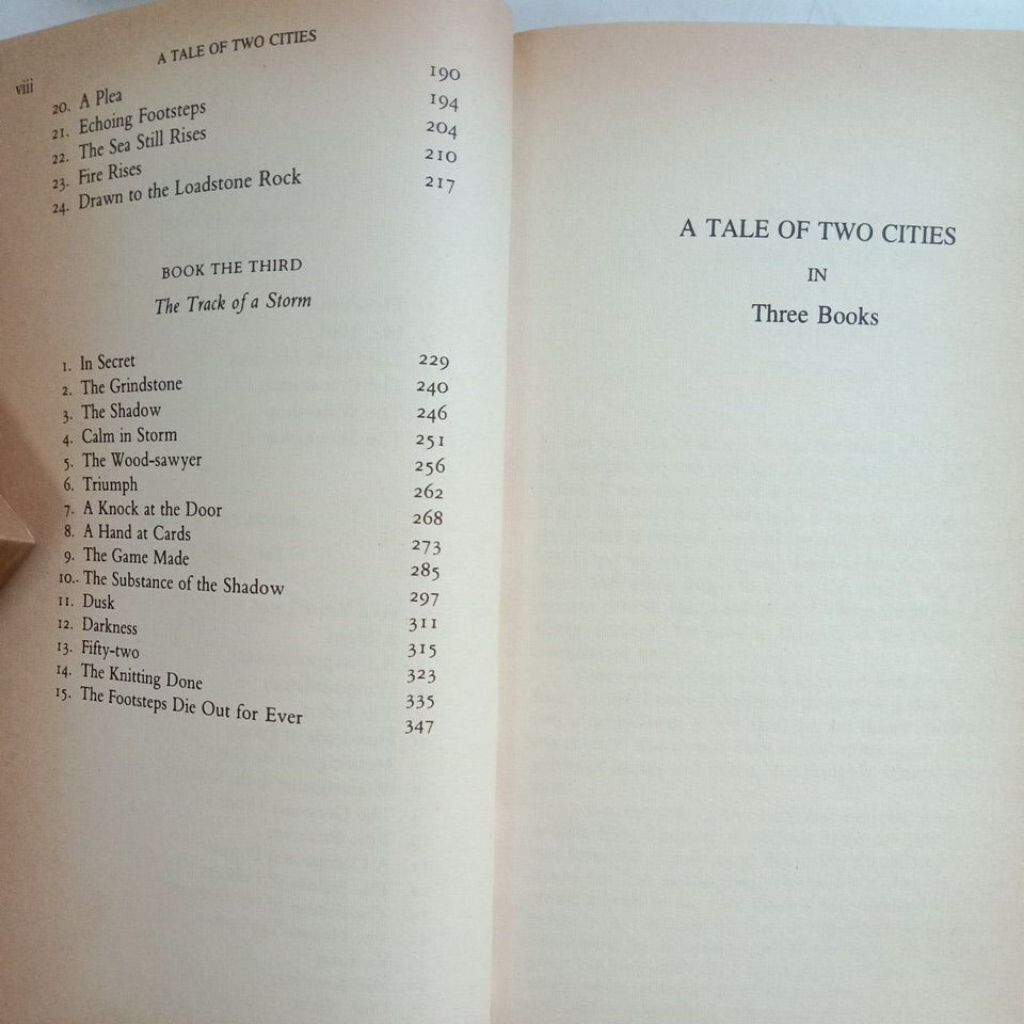 viii
A TALE OF TWO CITIES
20. A Plea 190
21. Echoing Footsteps 194
22. The Sea Still Rises 204
23. Fire Rises 210
24. Drawn to the Loadstone Rock 217
BOOK THE THIRD
The Track of a Storm
1. In Secret 229
2. The Grindstone 240
3. The Shadow 246
4. Calm in Storm 251
5. The Wood-sawyer 256
6. Triumph 262
7. A Knock at the Door 268
8. A Hand at Cards 273
9. The Game Made 285
10. The Substance of the Shadow 297
11. Dusk 311
12. Darkness 315
13. Fifty-two 323
14. The Knitting Done 335
15. The Footsteps Die Out for Ever 347
A TALE OF TWO CITIES
IN
Three Books